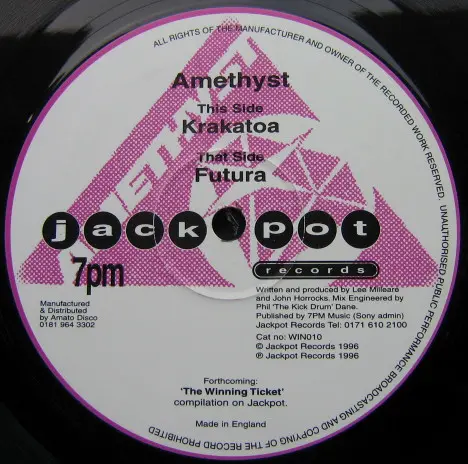 ALL RIGHTS OF THE MANUFACTURER AND OWNER OF THE RECORDED WORK RESERVED. UNAUTHORISED PUBLIC PERFORMANCE BROADCASTING AND COPYING OF THE RECORD PROHIBITED
AMETHYST
Amethyst
This Side
Krakatoa
That Side
Futura
jackpot
records
7pm
Manufactured
& Distributed
by Amato Disco
0181 964 3302
Written and produced by Lee Milleare
and John Horrocks. Mix Engineered by
Phil 'The Kick Drum' Dane.
Published by 7PM Music (Sony admin)
Jackpot Records Tel: 0171 610 2100
Cat no: WIN010
© Jackpot Records 1996
℗ Jackpot Records 1996
Forthcoming:
'The Winning Ticket'
compilation on Jackpot.
Made in England